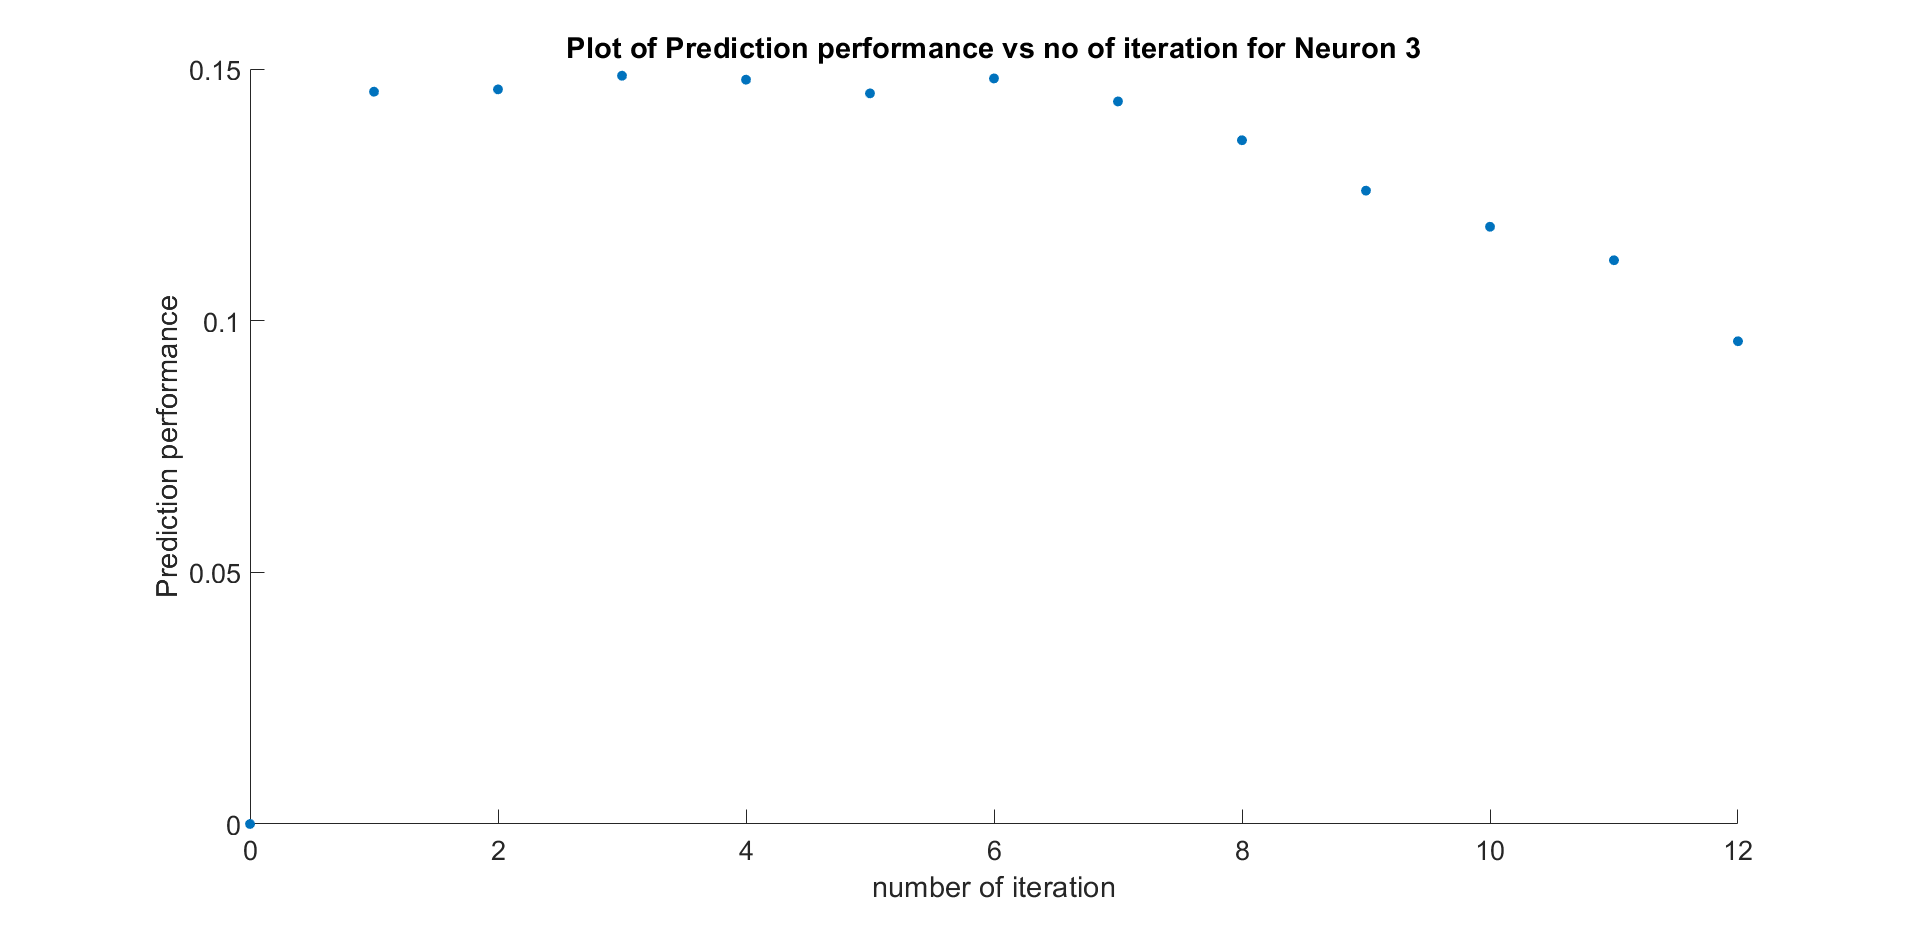 Plot of Prediction performance vs no of iteration for Neuron 3
0.15
0.1
0.05
0
Prediction performance
0 2 4 6 8 10 12
number of iteration